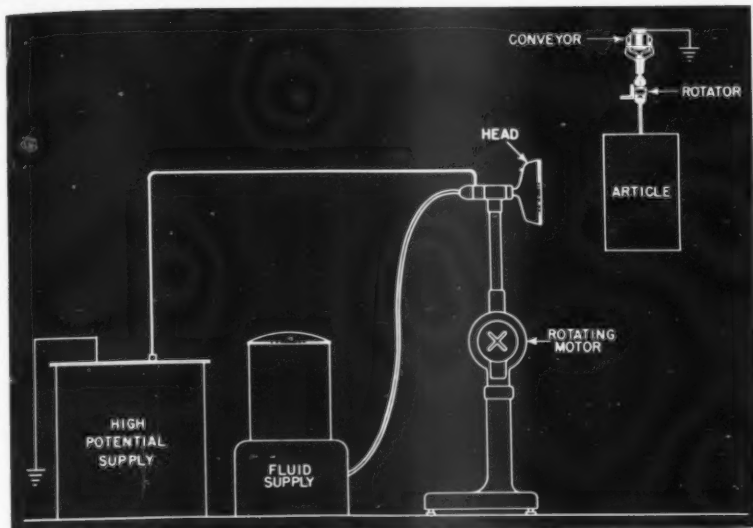 CONVEYOR
ROTATOR
HEAD
ARTICLE
ROTATING
MOTOR
HIGH
POTENTIAL
SUPPLY
FLUID
SUPPLY